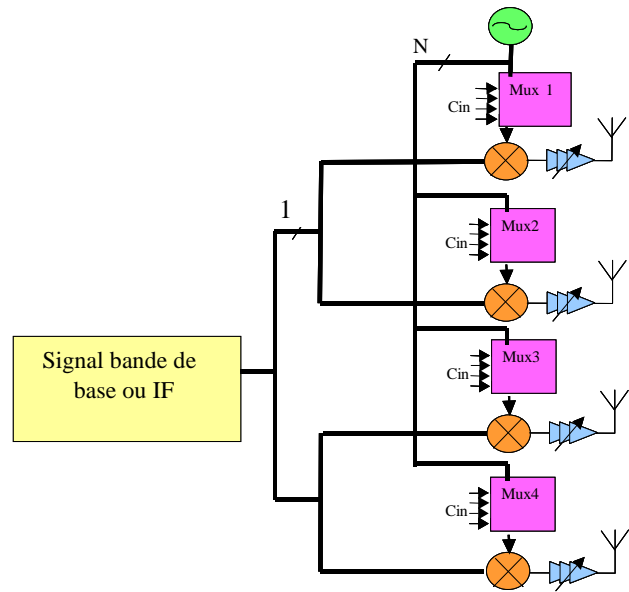 N
Mux 1
Cin
1
Mux2
Cin
Signal bande de
base ou IF
Mux3
Cin
Mux4
Cin